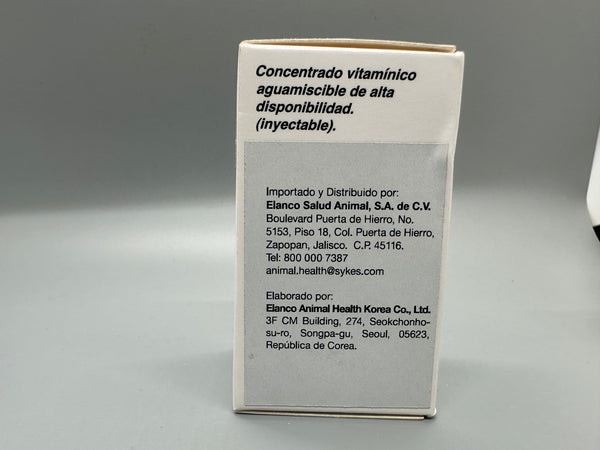 Concentrado vitamínico
aguamiscible de alta
disponibilidad.
(inyectable).
Importado y Distribuido por:
Elanco Salud Animal, S.A. de C.V.
Boulevard Puerta de Hierro, No.
5153, Piso 18, Col. Puerta de Hierro,
Zapopan, Jalisco. C.P. 45116.
Tel: 800 000 7387
animal.health@sykes.com
Elaborado por:
Elanco Animal Health Korea Co., Ltd.
3F CM Building, 274, Seokchonho-
su-ro, Songpa-gu, Seoul, 05623,
República de Corea.